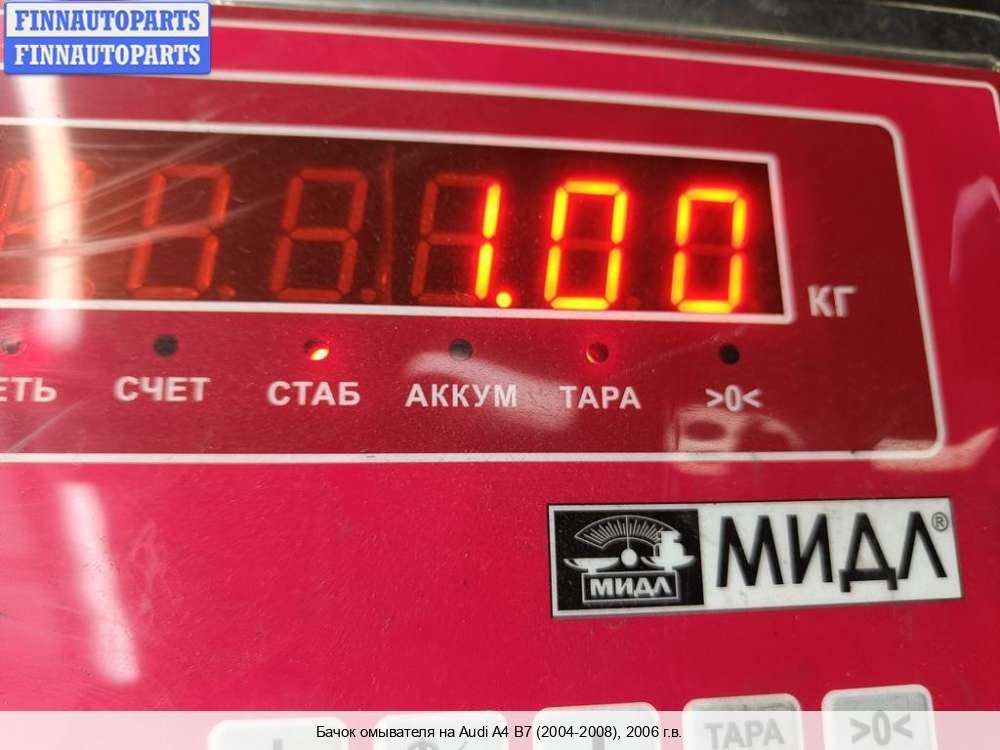 FINNAUTOPARTS
FINNAUTOPARTS
1.00
КГ
ЕТЬ СЧЕТ СТАБ АККУМ ТАРА >0<
МИДЛ МИДЛ®
ТАРА >0<
Бачок омывателя на Audi A4 B7 (2004-2008), 2006 г.в.